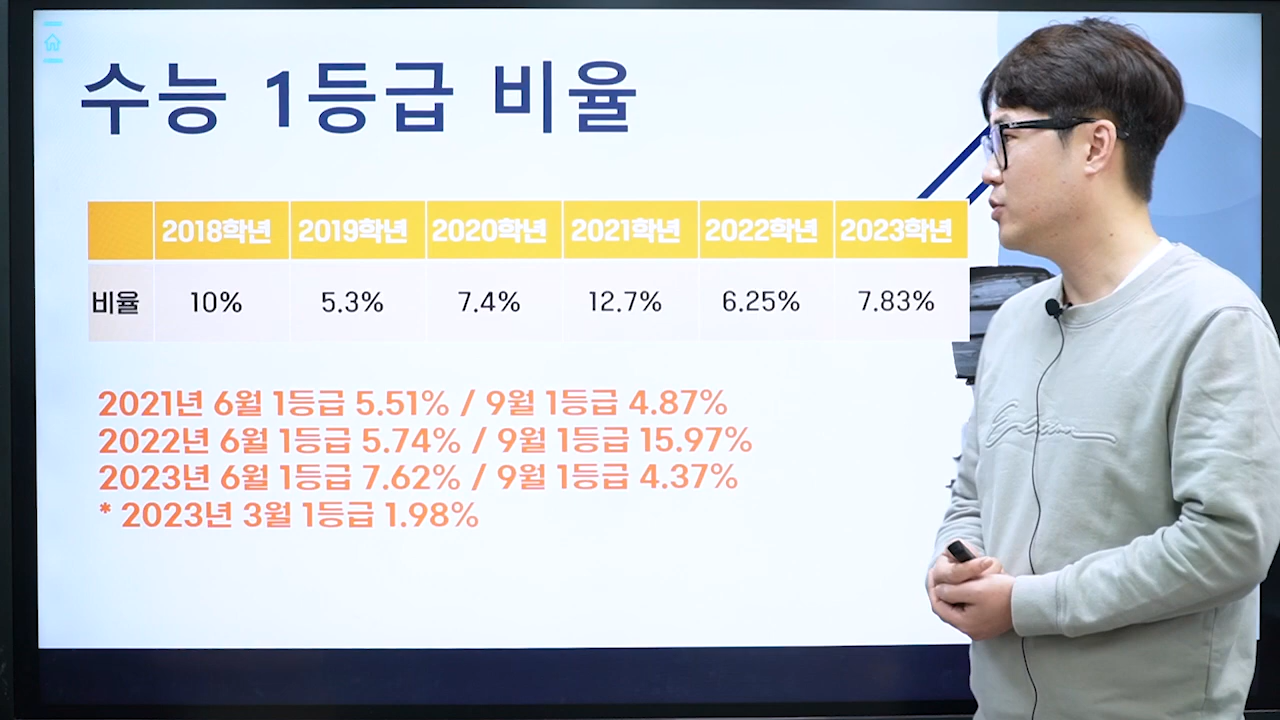 수능 1등급 비율
2018학년 2019학년 2020학년 2021학년 2022학년 2023학년
비율 10% 5.3% 7.4% 12.7% 6.25% 7.83%
2021년 6월 1등급 5.51% / 9월 1등급 4.87%
2022년 6월 1등급 5.74% / 9월 1등급 15.97%
2023년 6월 1등급 7.62% / 9월 1등급 4.37%
* 2023년 3월 1등급 1.98%